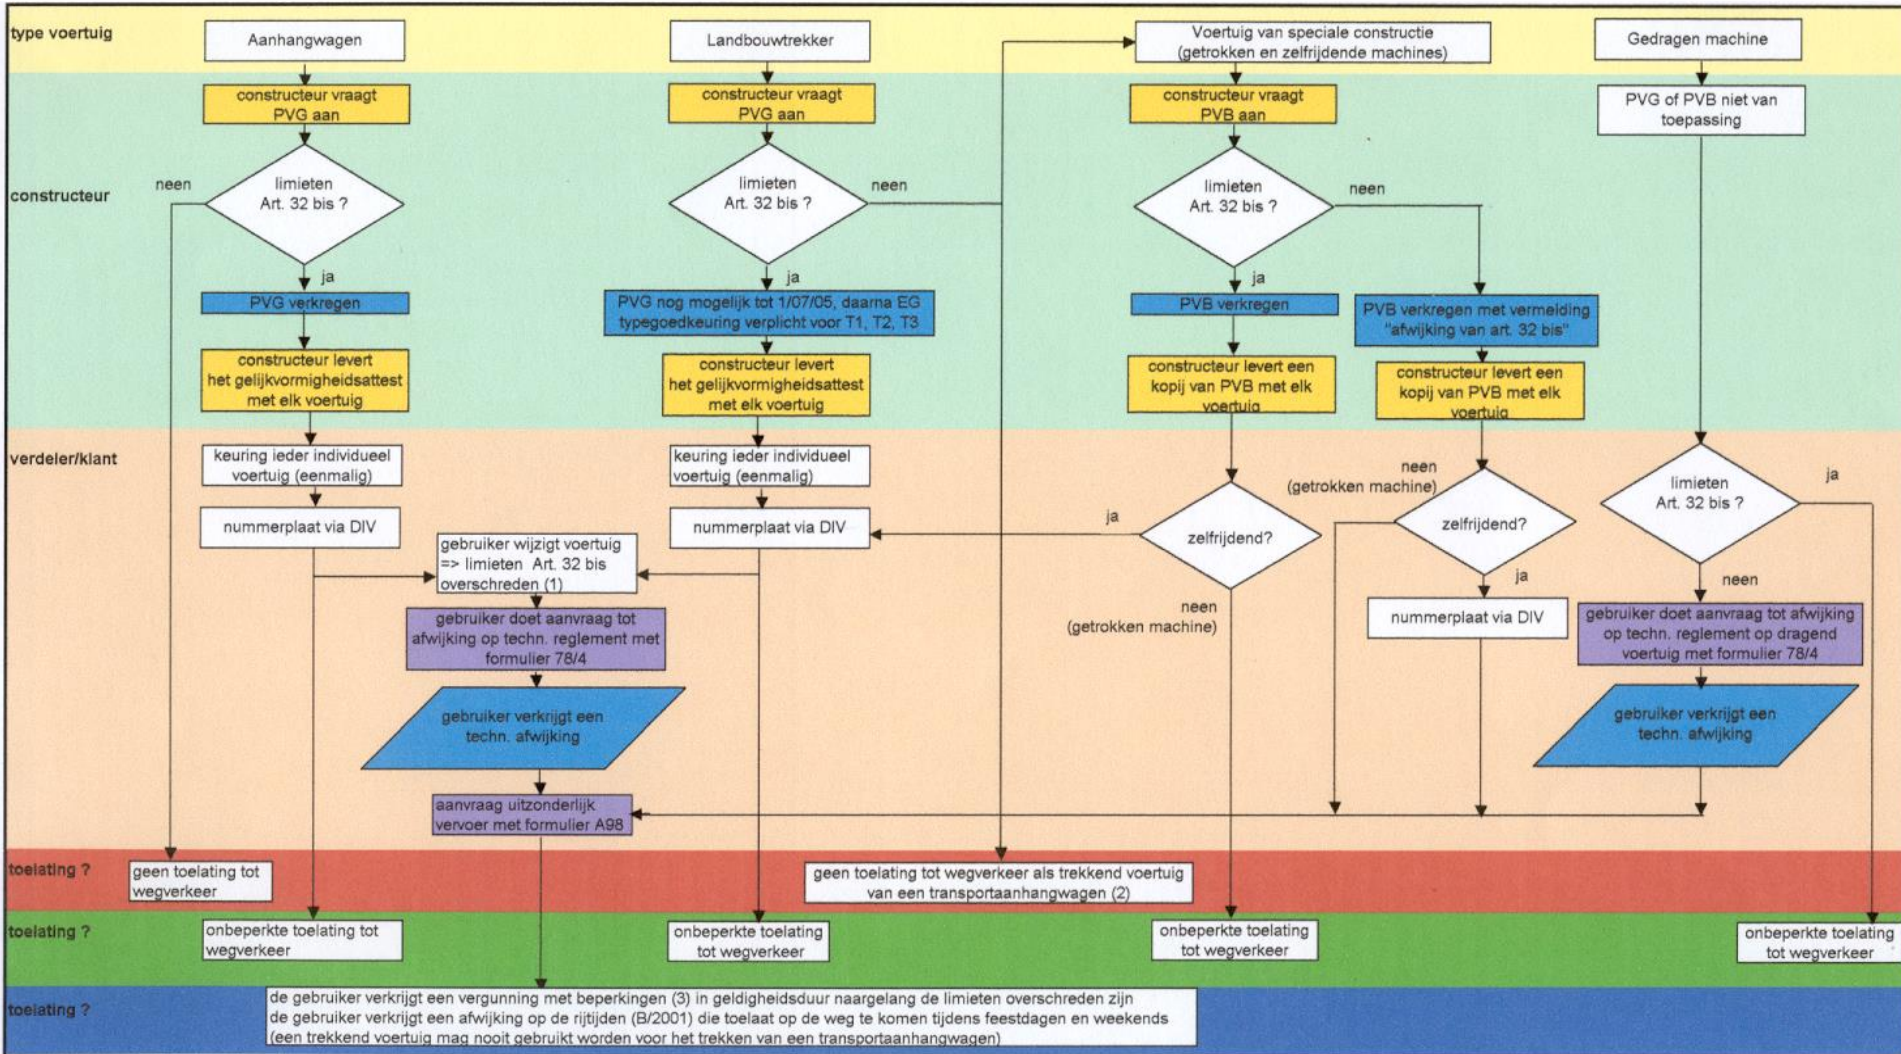 type voertuig
Aanhangwagen
Landbouwtrekker
Voertuig van speciale constructie
(getrokken en zelfrijdende machines)
Gedragen machine
constructeur vraagt
PVG aan
constructeur vraagt
PVG aan
constructeur vraagt
PVB aan
PVG of PVB niet van
toepassing
constructeur
neen
limieten
Art. 32 bis ?
limieten
Art. 32 bis ?
neen
limieten
Art. 32 bis ?
neen
ja
ja
ja
PVG verkregen
PVG nog mogelijk tot 1/07/05, daarna EG
typegoedkeuring verplicht voor T1, T2, T3
PVB verkregen
PVB verkregen met vermelding
"afwijking van art. 32 bis"
constructeur levert
het gelijkvormigheidsattest
met elk voertuig
constructeur levert
het gelijkvormigheidsattest
met elk voertuig
constructeur levert een
kopij van PVB met elk
voertuig
constructeur levert een
kopij van PVB met elk
voertuig
verdeler/klant
keuring ieder individueel
voertuig (eenmalig)
keuring ieder individueel
voertuig (eenmalig)
neen
(getrokken machine)
limieten
Art. 32 bis ?
ja
nummerplaat via DIV
nummerplaat via DIV
ja
zelfrijdend?
zelfrijdend?
gebruiker wijzigt voertuig
=> limieten Art. 32 bis
overschreden (1)
ja
neen
neen
(getrokken machine)
nummerplaat via DIV
gebruiker doet aanvraag tot
afwijking op techn. reglement met
formulier 78/4
gebruiker doet aanvraag tot afwijking
op techn. reglement op dragend
voertuig met formulier 78/4
gebruiker verkrijgt een
techn. afwijking
gebruiker verkrijgt een
techn. afwijking
aanvraag uitzonderlijk
vervoer met formulier A98
toelating ?
geen toelating tot
wegverkeer
geen toelating tot wegverkeer als trekkend voertuig
van een transportaanhangwagen (2)
toelating ?
onbeperkte toelating tot
wegverkeer
onbeperkte toelating
tot wegverkeer
onbeperkte toelating
tot wegverkeer
onbeperkte toelating
tot wegverkeer
toelating ?
de gebruiker verkrijgt een vergunning met beperkingen (3) in geldigheidsduur naargelang de limieten overschreden zijn
de gebruiker verkrijgt een afwijking op de rijtijden (B/2001) die toelaat op de weg te komen tijdens feestdagen en weekends
(een trekkend voertuig mag nooit gebruikt worden voor het trekken van een transportaanhangwagen)